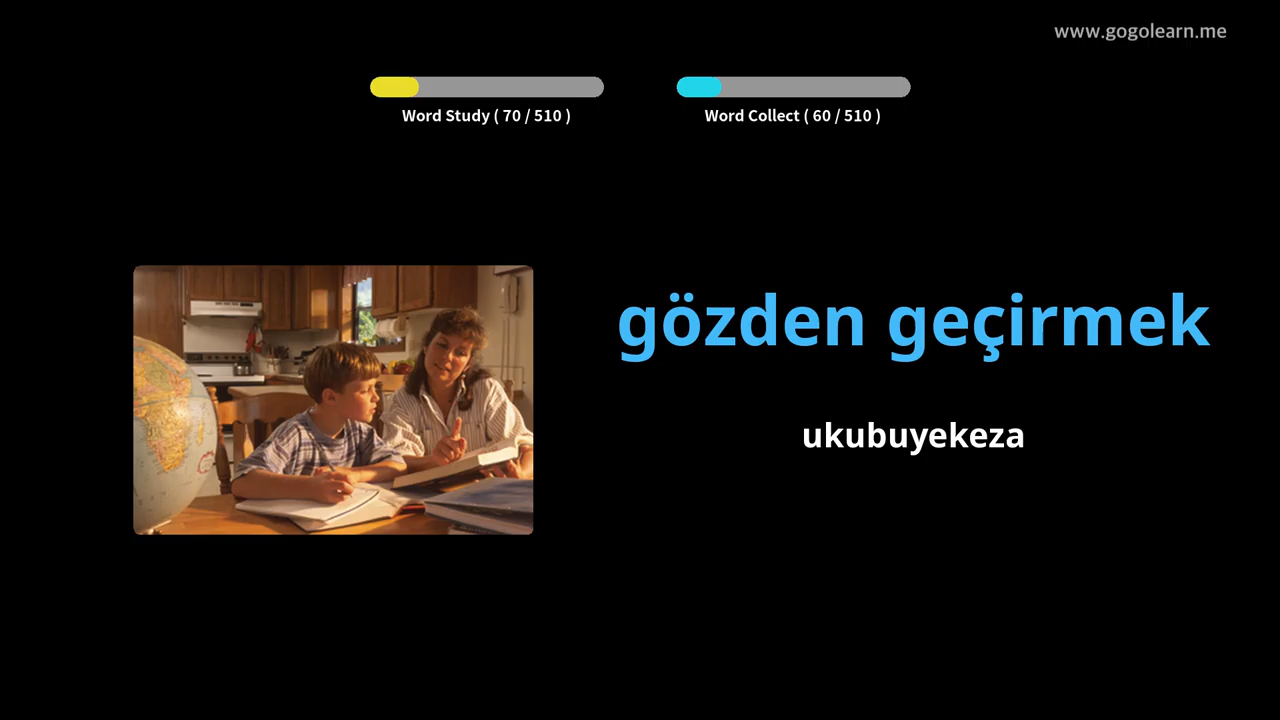 www.gogolearn.me
Word Study ( 70 / 510 )
Word Collect ( 60 / 510 )
gözden geçirmek
ukubuyekeza